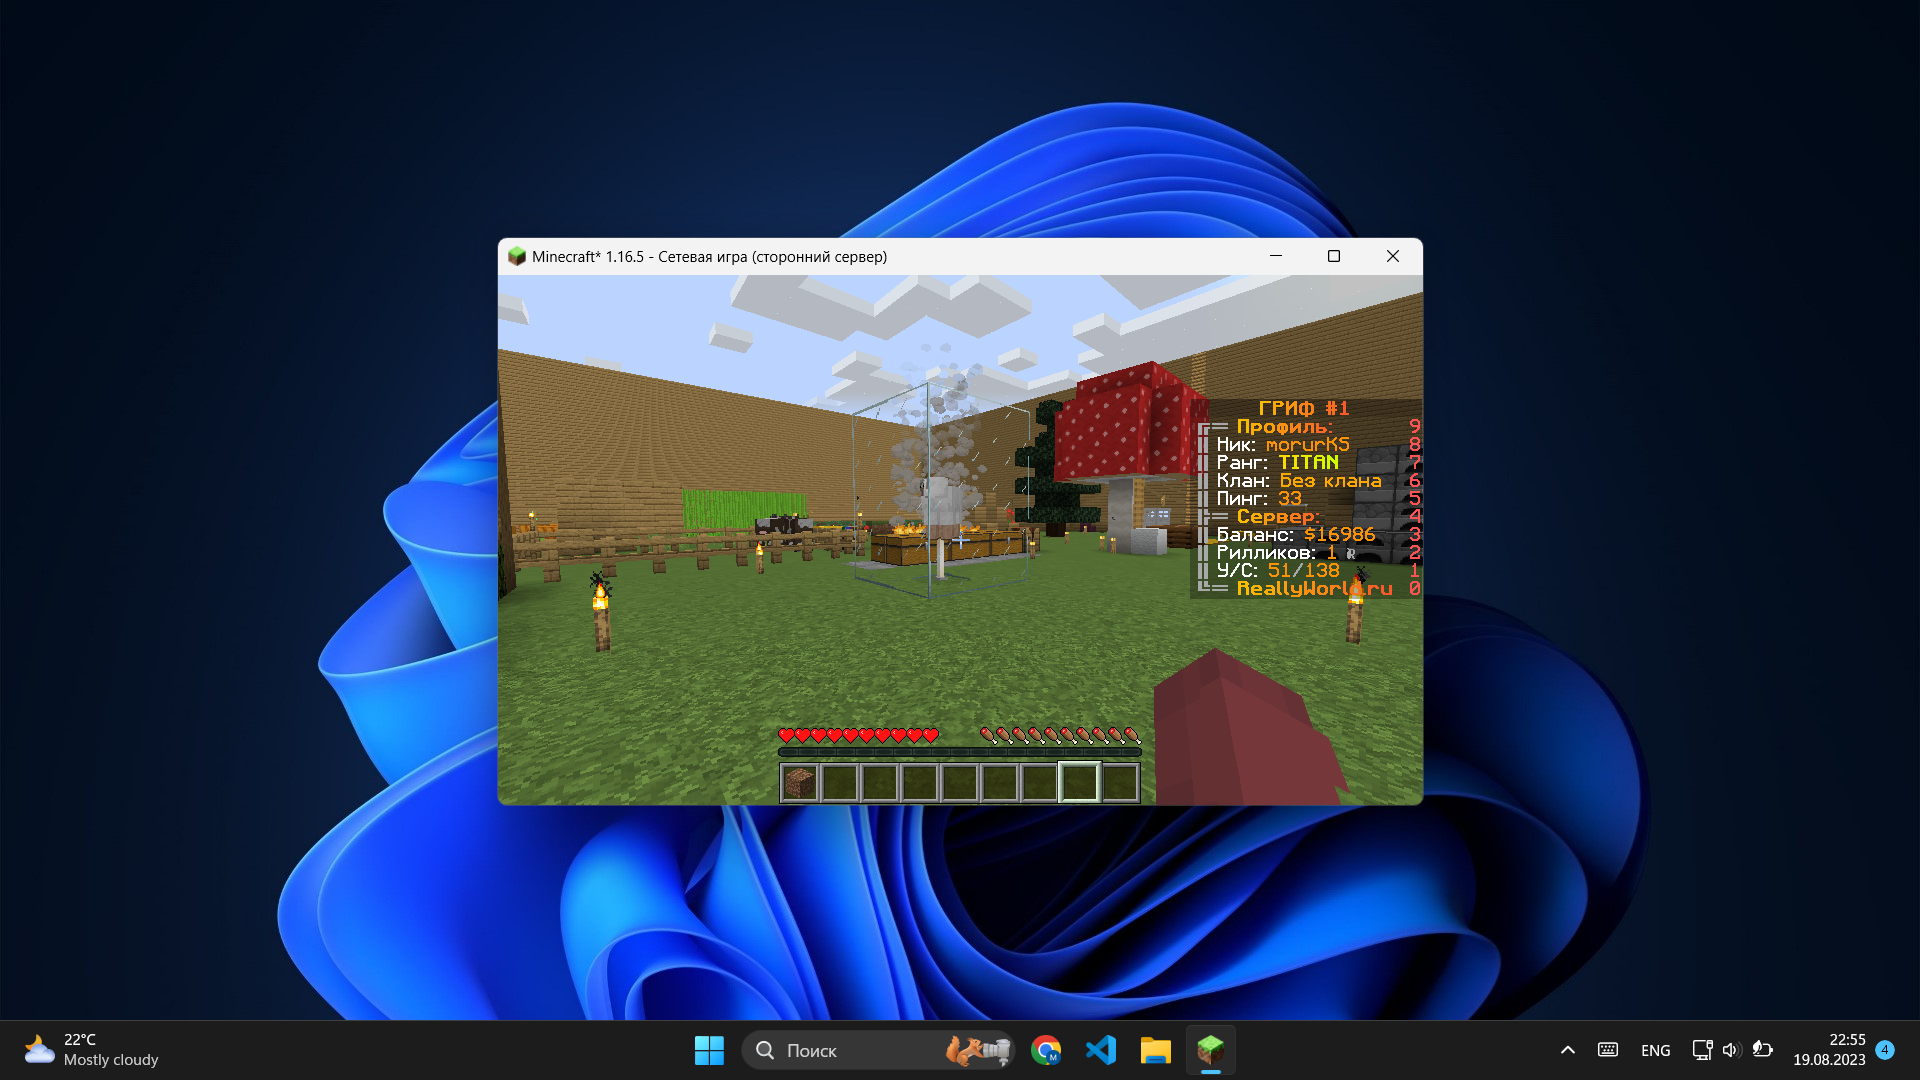 Minecraft* 1.16.5 - Сетевая игра (сторонний сервер)
ГРИФ #1
Профиль: 9
Ник: morurKS 8
Ранг: TITAN 7
Клан: Без клана 6
Пинг: 33 5
Сервер: 4
Баланс: $16986 3
Рилликов: 1 2
У/С: 51/138 1
ReallyWorld.ru 0
22°C
Mostly cloudy
Поиск
M
ENG
22:55
19.08.2023
4